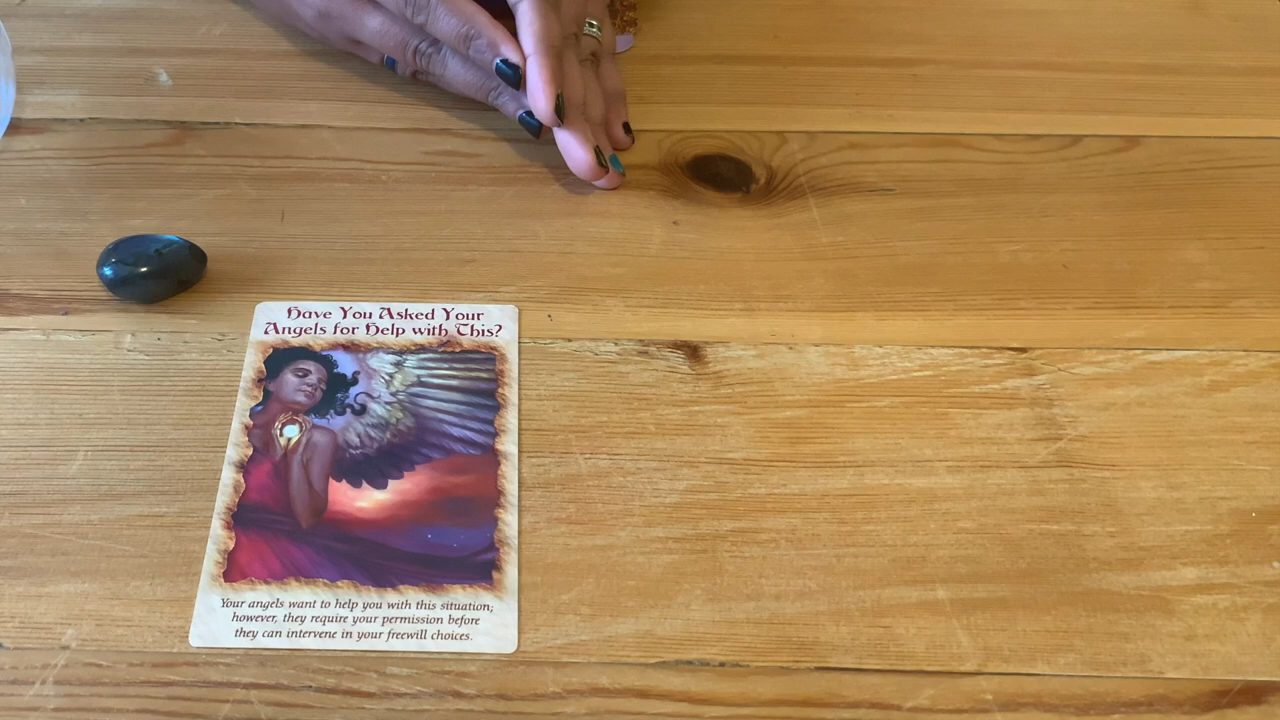 Have You Asked Your
Angels for Help with This?
Your angels want to help you with this situation;
however, they require your permission before
they can intervene in your freewill choices.